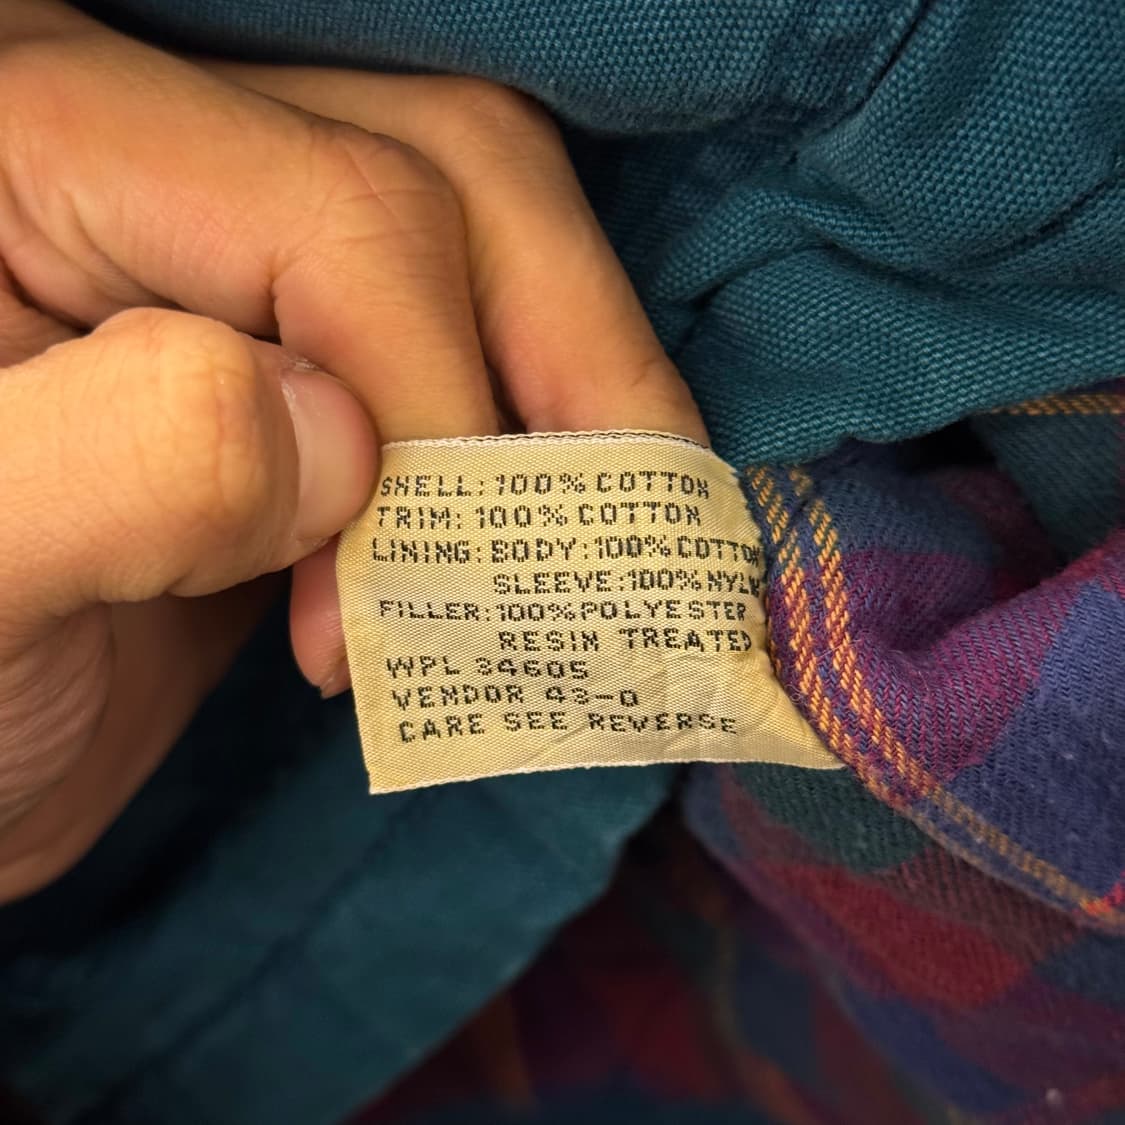 SHELL: 100% COTTON
TRIM: 100% COTTON
LINING: BODY: 100% COTTON
SLEEVE: 100% NYL
FILLER: 100% POLYESTER
RESIN TREATED
WPL 34605
VENDOR 43-0
CARE SEE REVERSE